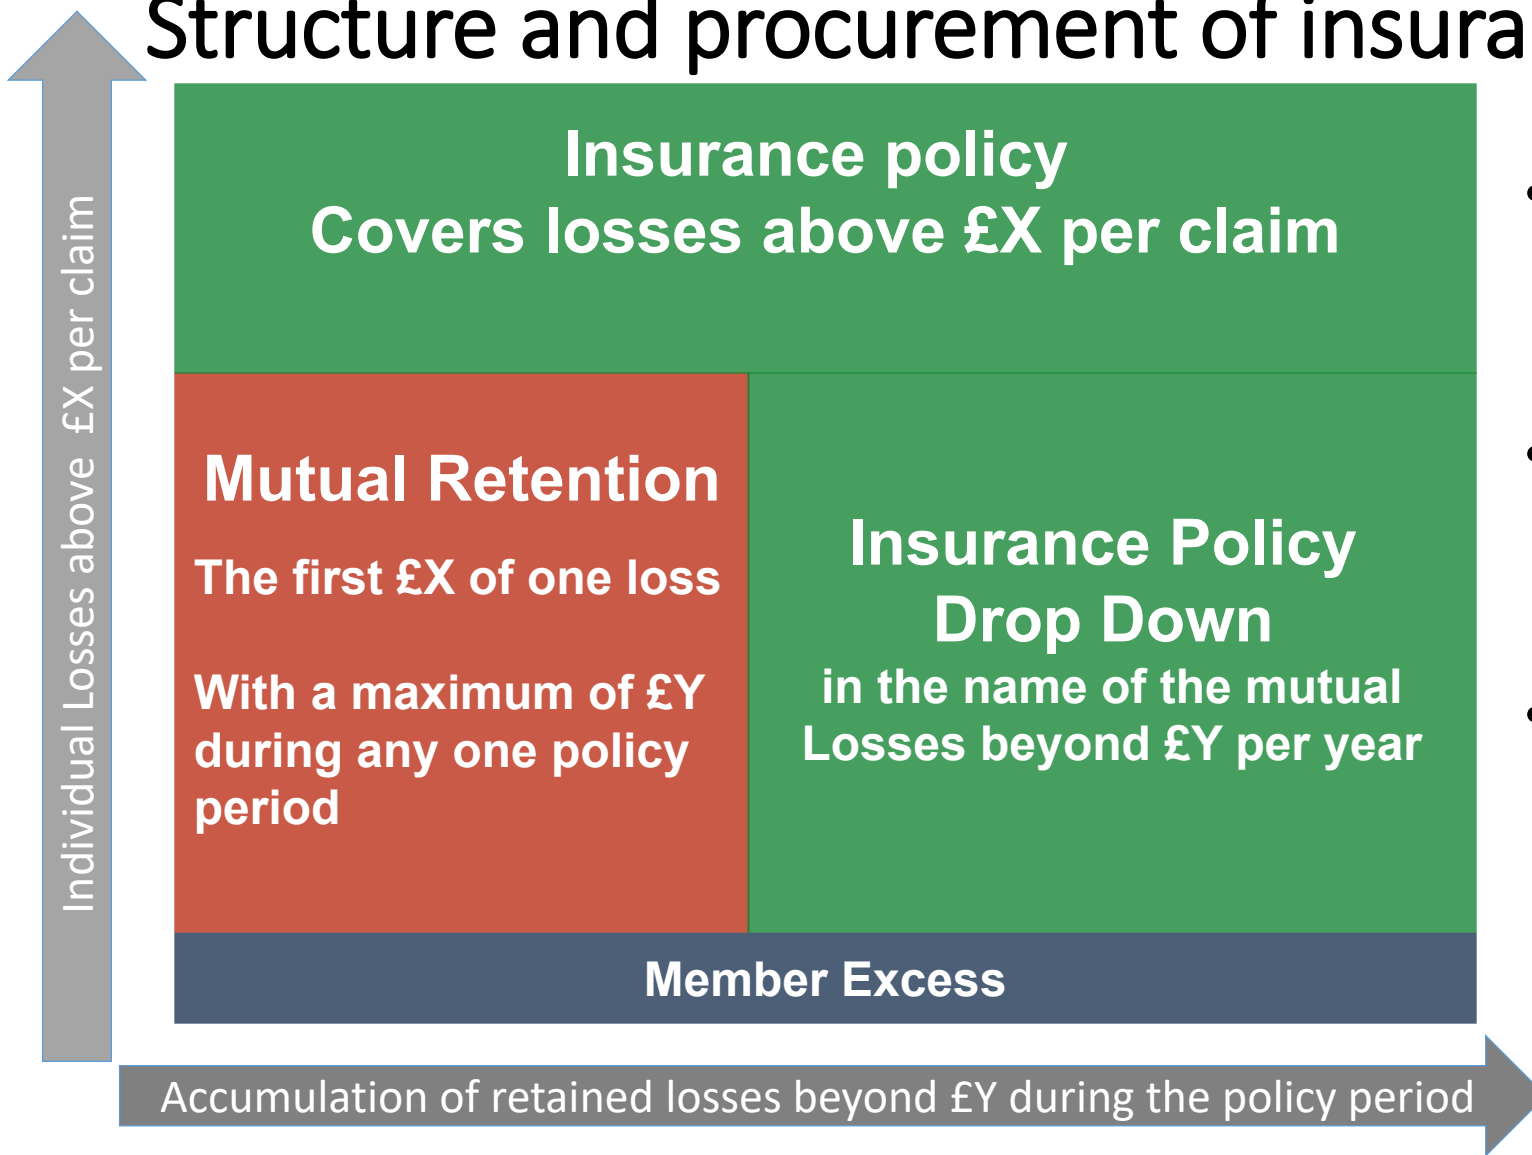 Structure and procurement of insura
Insurance policy
Covers losses above £X per claim
Individual Losses above £X per claim
Mutual Retention
The first £X of one loss
With a maximum of £Y
during any one policy
period
Insurance Policy
Drop Down
in the name of the mutual
Losses beyond £Y per year
Member Excess
Accumulation of retained losses beyond £Y during the policy period